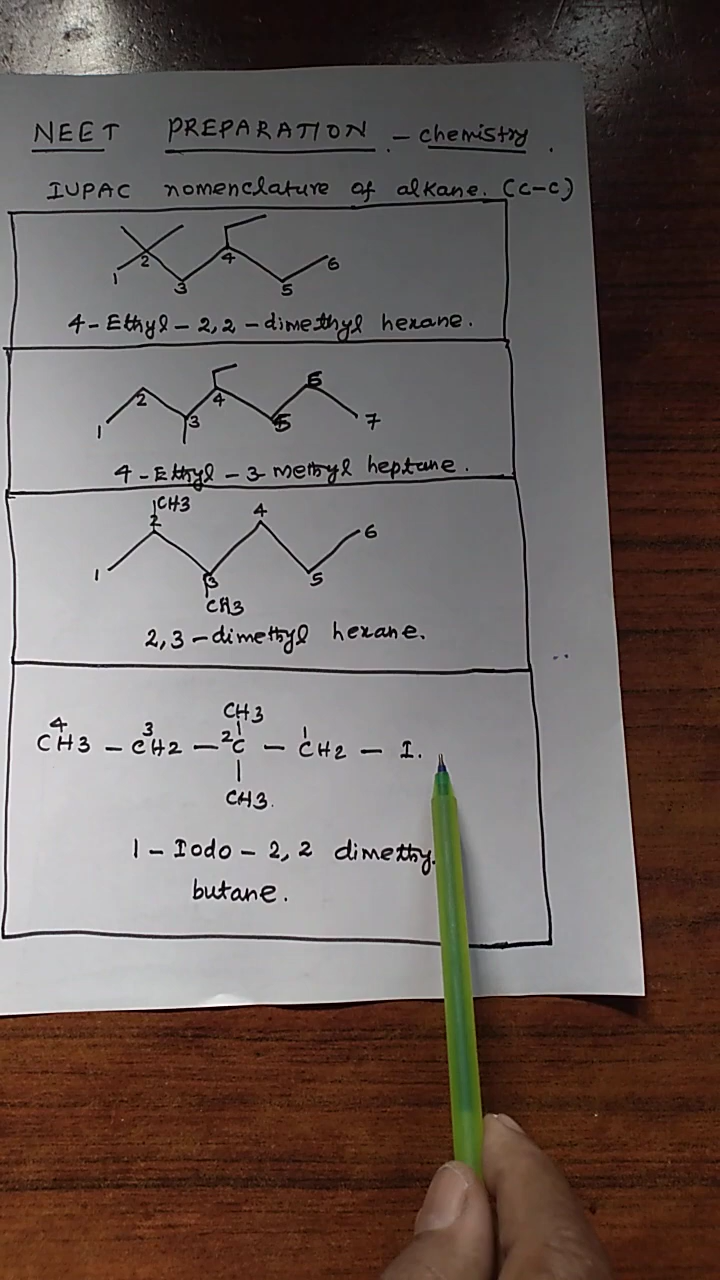 NEET PREPARATION - chemistry.
IUPAC nomenclature of alkane. (C-C)
1 2 3 4 5 6
4-Ethyl-2,2-dimethyl hexane.
1 2 3 4 5 6 7
4-Ethyl-3-methyl heptane.
CH3
1 2 3 4 5 6
CH3
2,3-dimethyl hexane.
CH3
4 3 2 1
CH3 - CH2 - C - CH2 - I.
CH3.
1-Iodo-2,2 dimethy
butane.